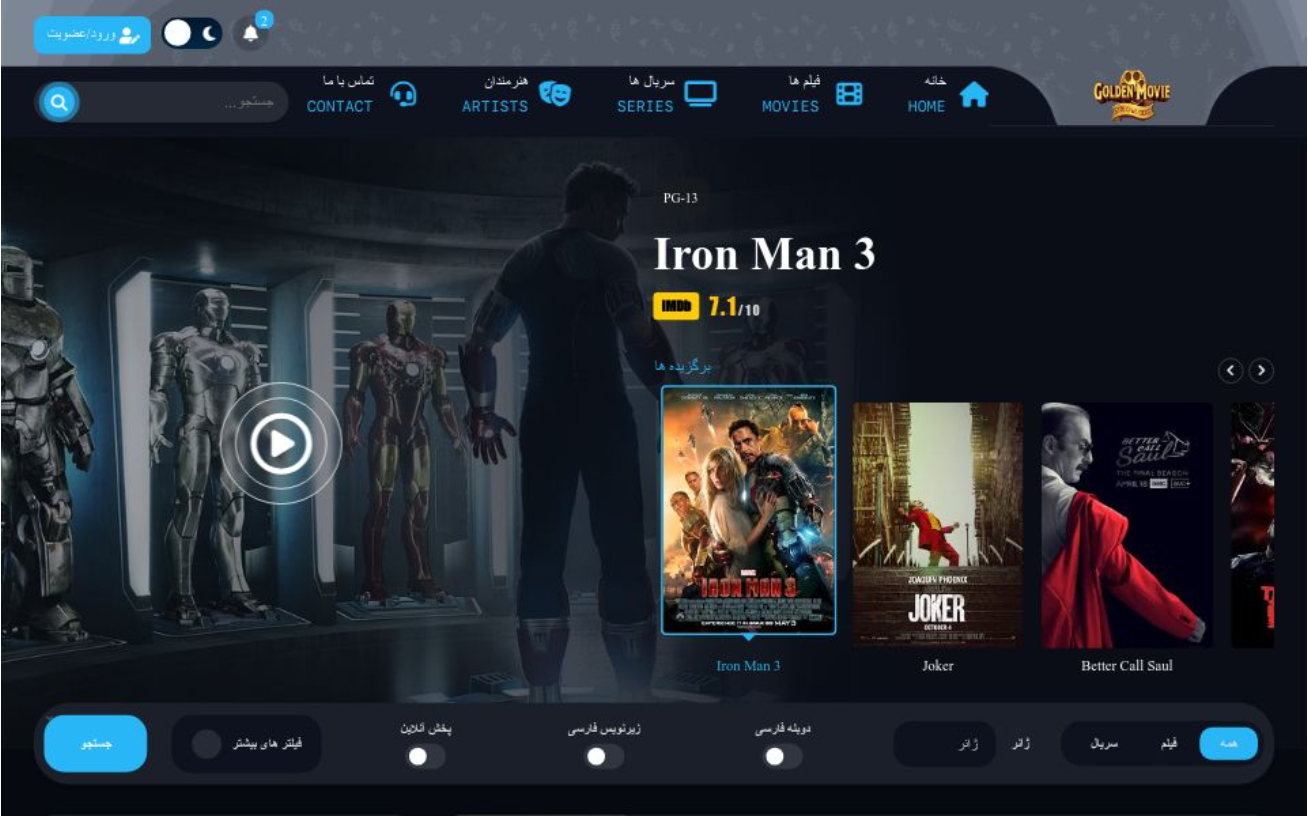 2
ورود/عضویت
GOLDEN MOVIE
خانه
HOME
فیلم ها
MOVIES
سریال ها
SERIES
هنرمندان
ARTISTS
تماس با ما
CONTACT
جستجو...
PG-13
Iron Man 3
IMDb 7.1/10
برگزیده ها
MARVEL
IRON MAN 3
JOAQUIN PHOENIX
JOKER
OCTOBER 4
BETTER
CALL
Saul
THE FINAL SEASON
APRIL 18 AMC
Iron Man 3
Joker
Better Call Saul
همه
فیلم
سریال
ژانر
ژانر
دوبله فارسی
زیرنویس فارسی
پخش آنلاین
فیلتر های بیشتر
جستجو